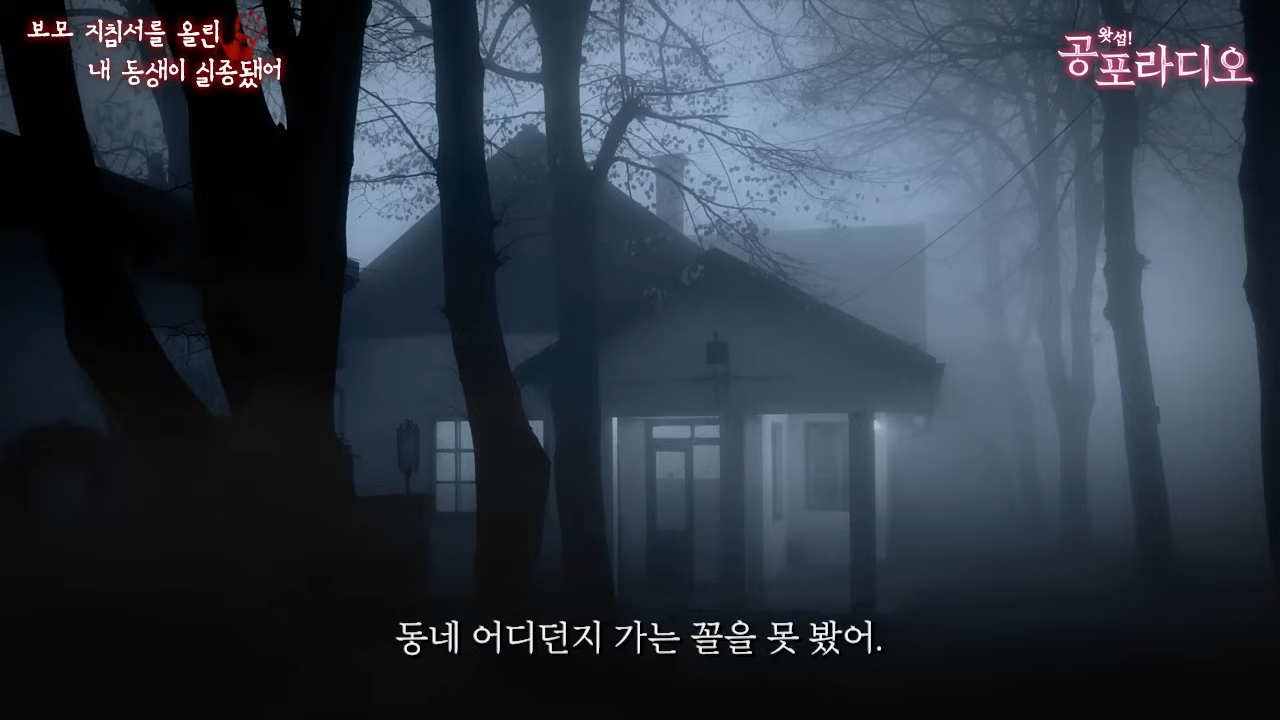 보모 지침서를 올린
내 동생이 실종됐어
왓섭!
공포라디오
동네 어디던지 가는 꼴을 못 봤어.